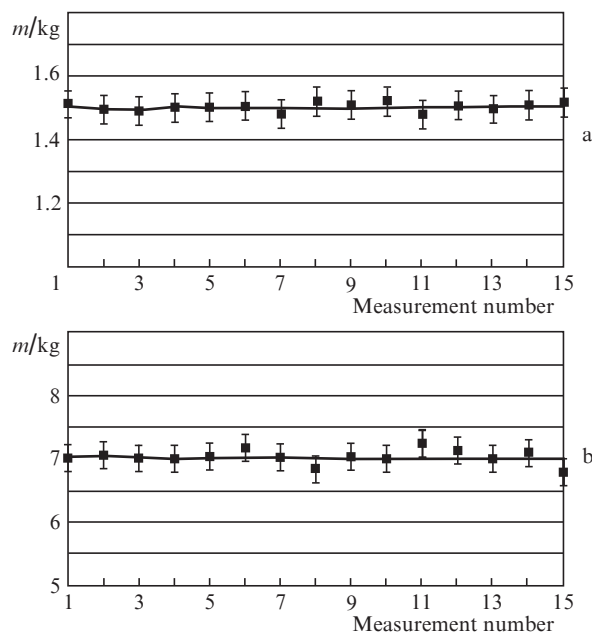 m/kg
1.6
1.4
1.2
a
1 3 5 7 9 11 13 15
Measurement number
m/kg
8
7
6
5
b
1 3 5 7 9 11 13 15
Measurement number